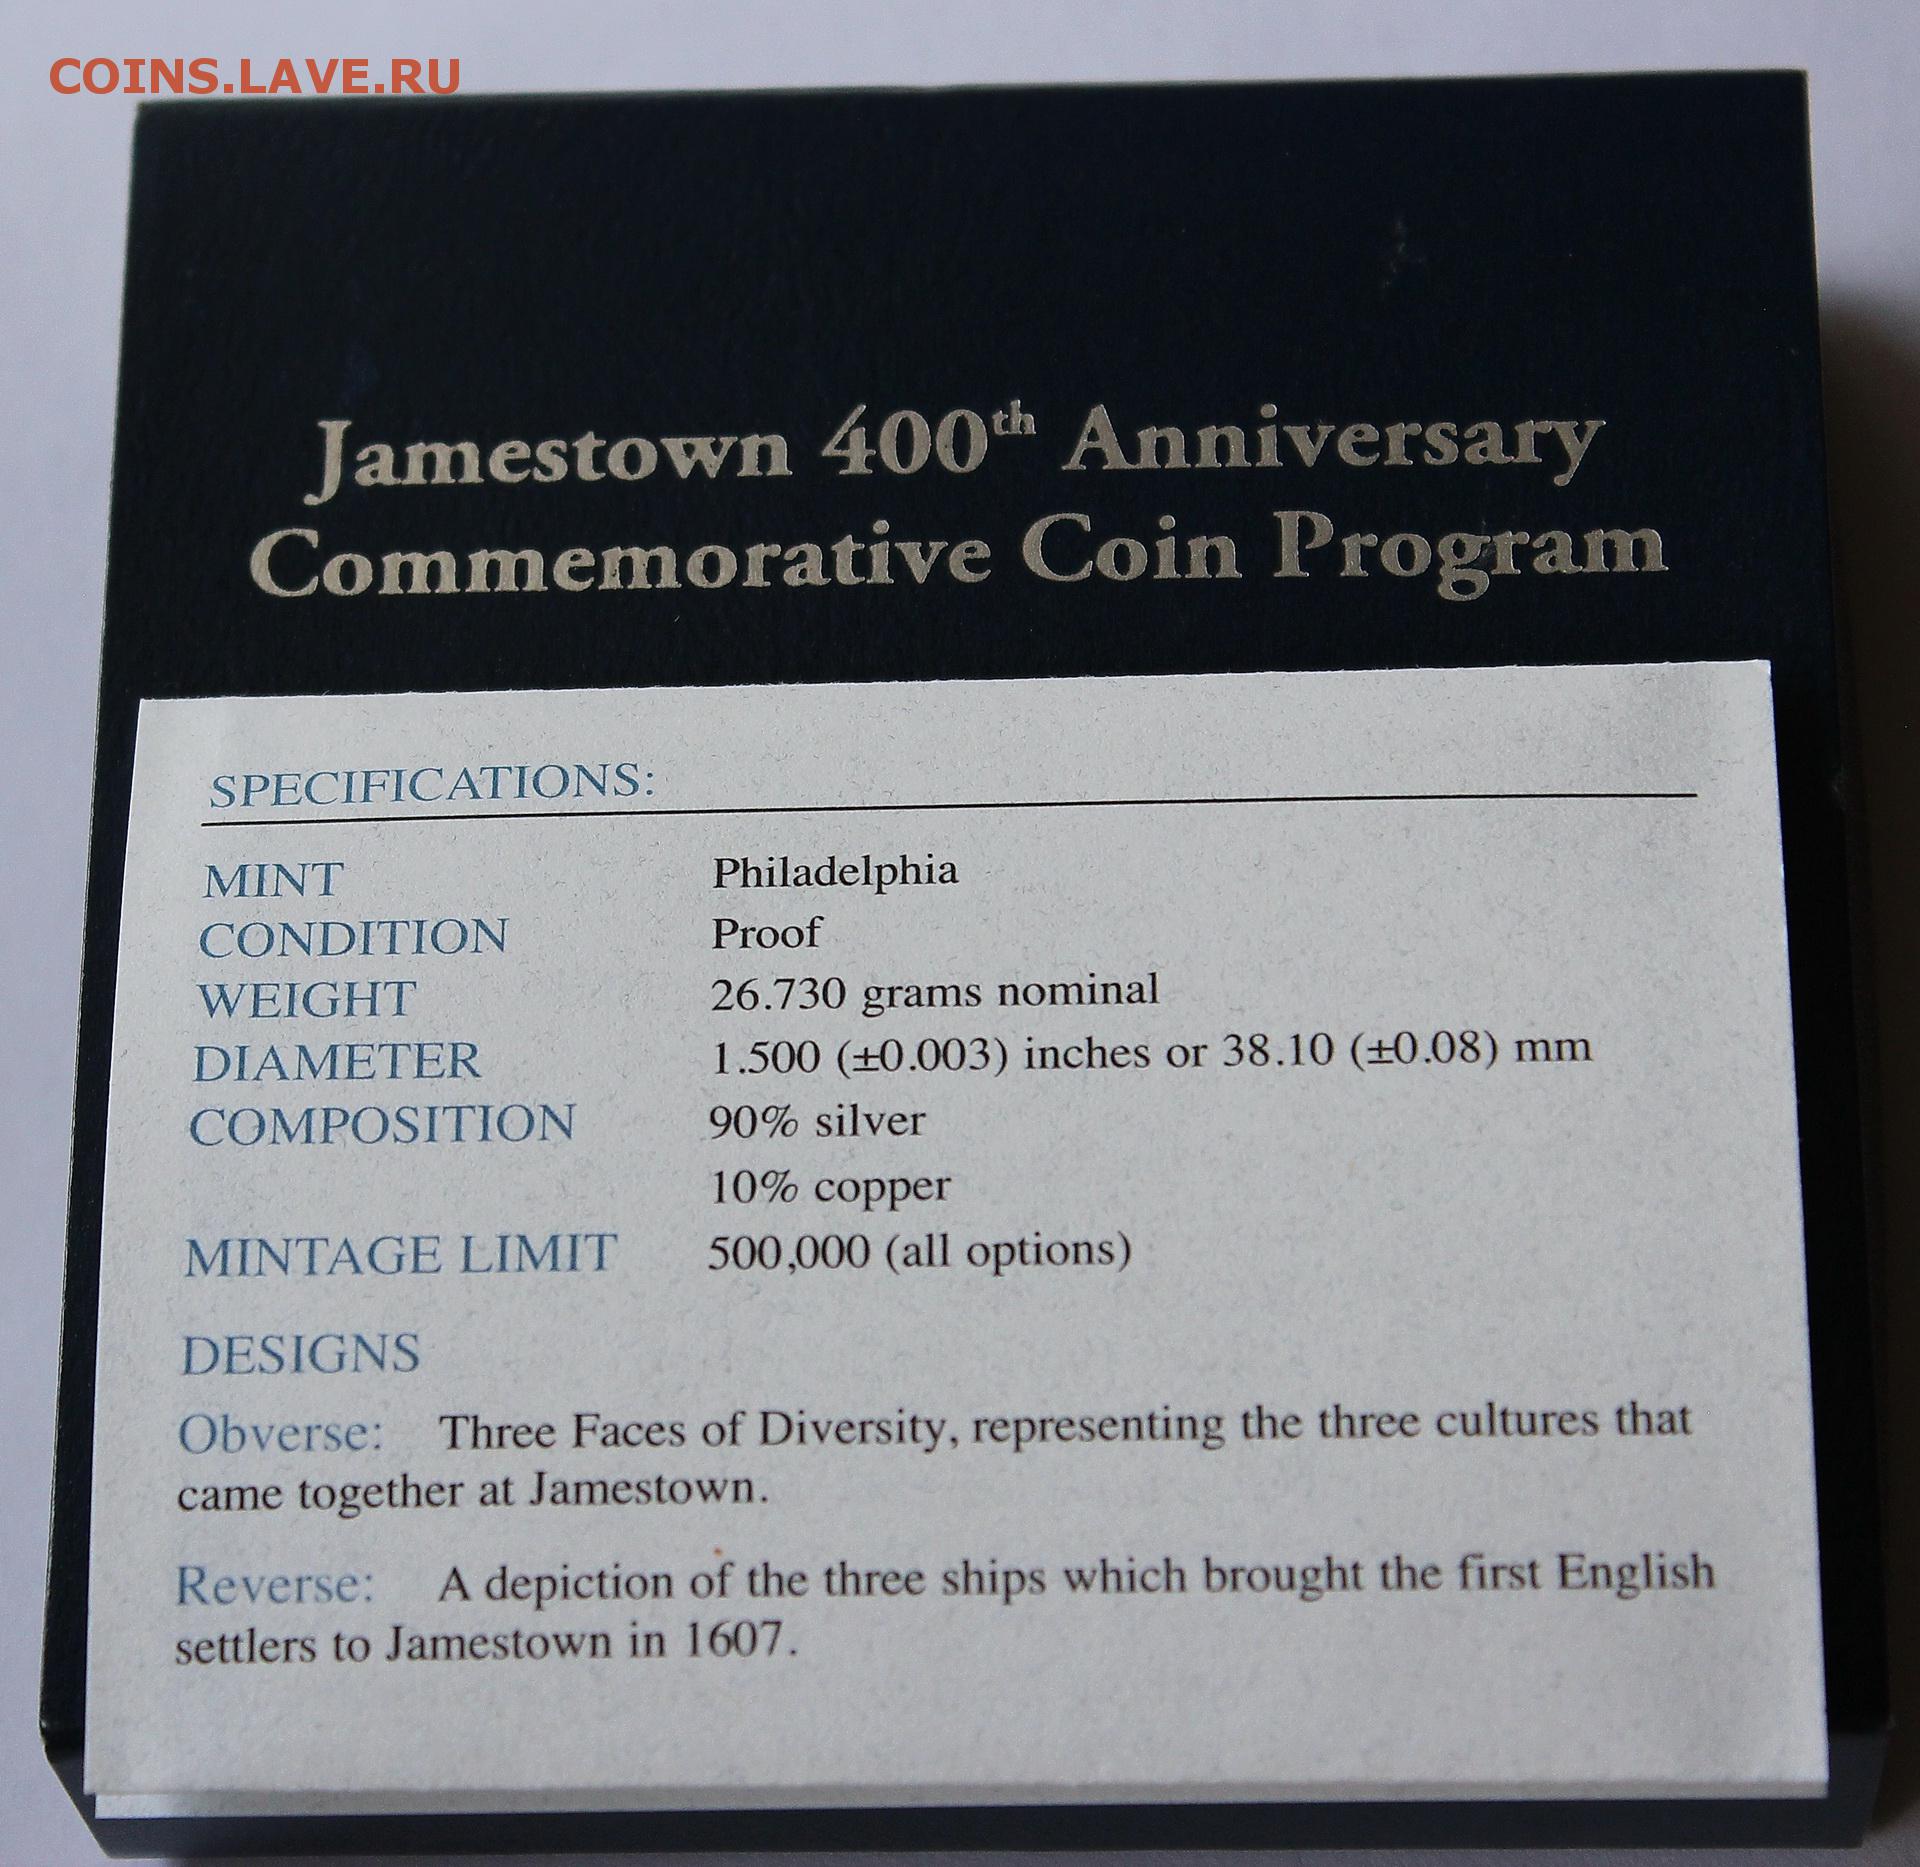 COINS.LAVE.RU
Jamestown 400th Anniversary
Commemorative Coin Program
SPECIFICATIONS:
MINT Philadelphia
CONDITION Proof
WEIGHT 26.730 grams nominal
DIAMETER 1.500 (±0.003) inches or 38.10 (±0.08) mm
COMPOSITION 90% silver
10% copper
MINTAGE LIMIT 500,000 (all options)
DESIGNS
Obverse: Three Faces of Diversity, representing the three cultures that
came together at Jamestown.
Reverse: A depiction of the three ships which brought the first English
settlers to Jamestown in 1607.